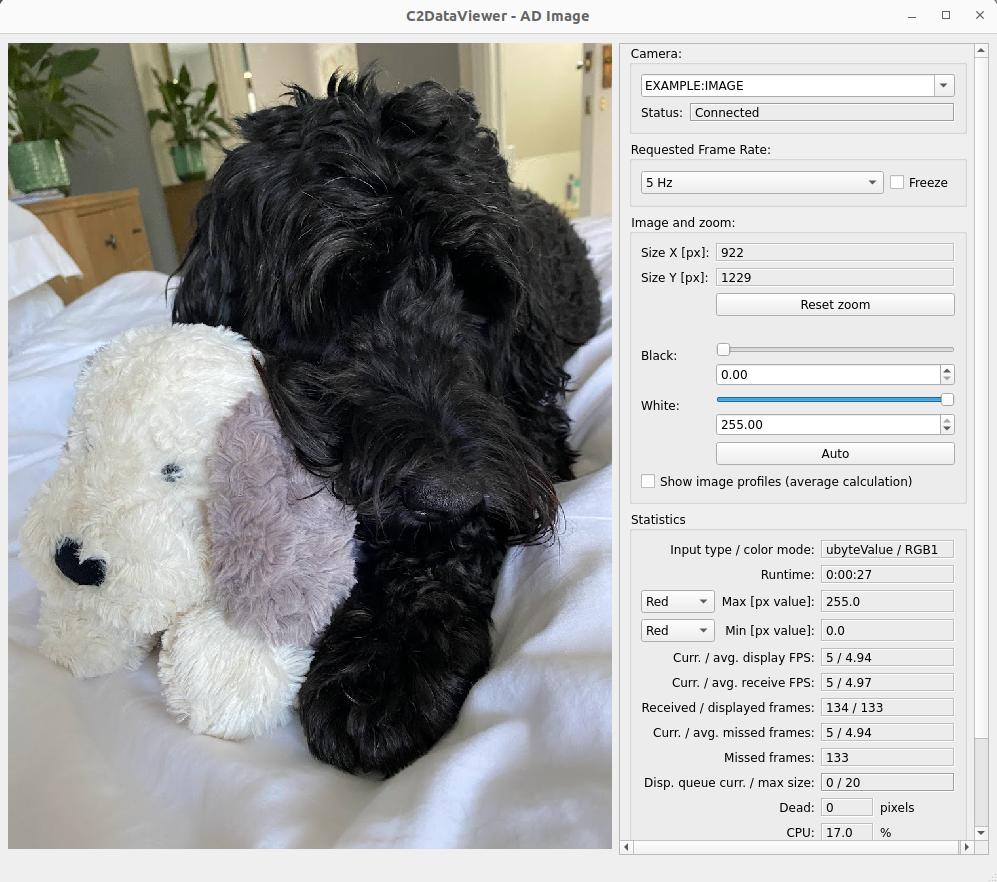 C2DataViewer - AD Image
Camera:
EXAMPLE:IMAGE
Status: Connected
Requested Frame Rate:
5 Hz Freeze
Image and zoom:
Size X [px]: 922
Size Y [px]: 1229
Reset zoom
Black:
0.00
White:
255.00
Auto
Show image profiles (average calculation)
Statistics
Input type / color mode: ubyteValue / RGB1
Runtime: 0:00:27
Red Max [px value]: 255.0
Red Min [px value]: 0.0
Curr. / avg. display FPS: 5 / 4.94
Curr. / avg. receive FPS: 5 / 4.97
Received / displayed frames: 134 / 133
Curr. / avg. missed frames: 5 / 4.94
Missed frames: 133
Disp. queue curr. / max size: 0 / 20
Dead: 0 pixels
CPU: 17.0 %